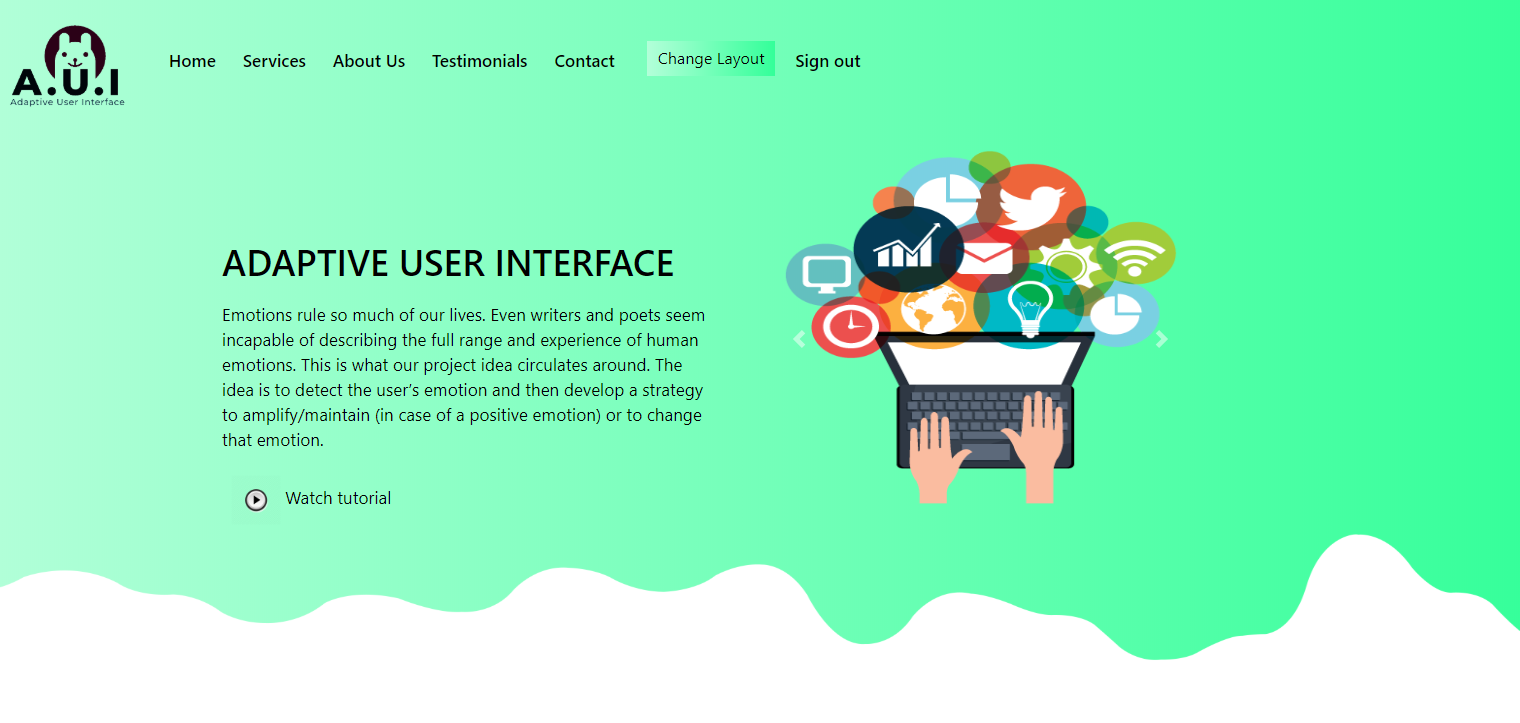 A.U.I
Adaptive User Interface
Home Services About Us Testimonials Contact Change Layout Sign out
ADAPTIVE USER INTERFACE
Emotions rule so much of our lives. Even writers and poets seem
incapable of describing the full range and experience of human
emotions. This is what our project idea circulates around. The
idea is to detect the user’s emotion and then develop a strategy
to amplify/maintain (in case of a positive emotion) or to change
that emotion.
Watch tutorial